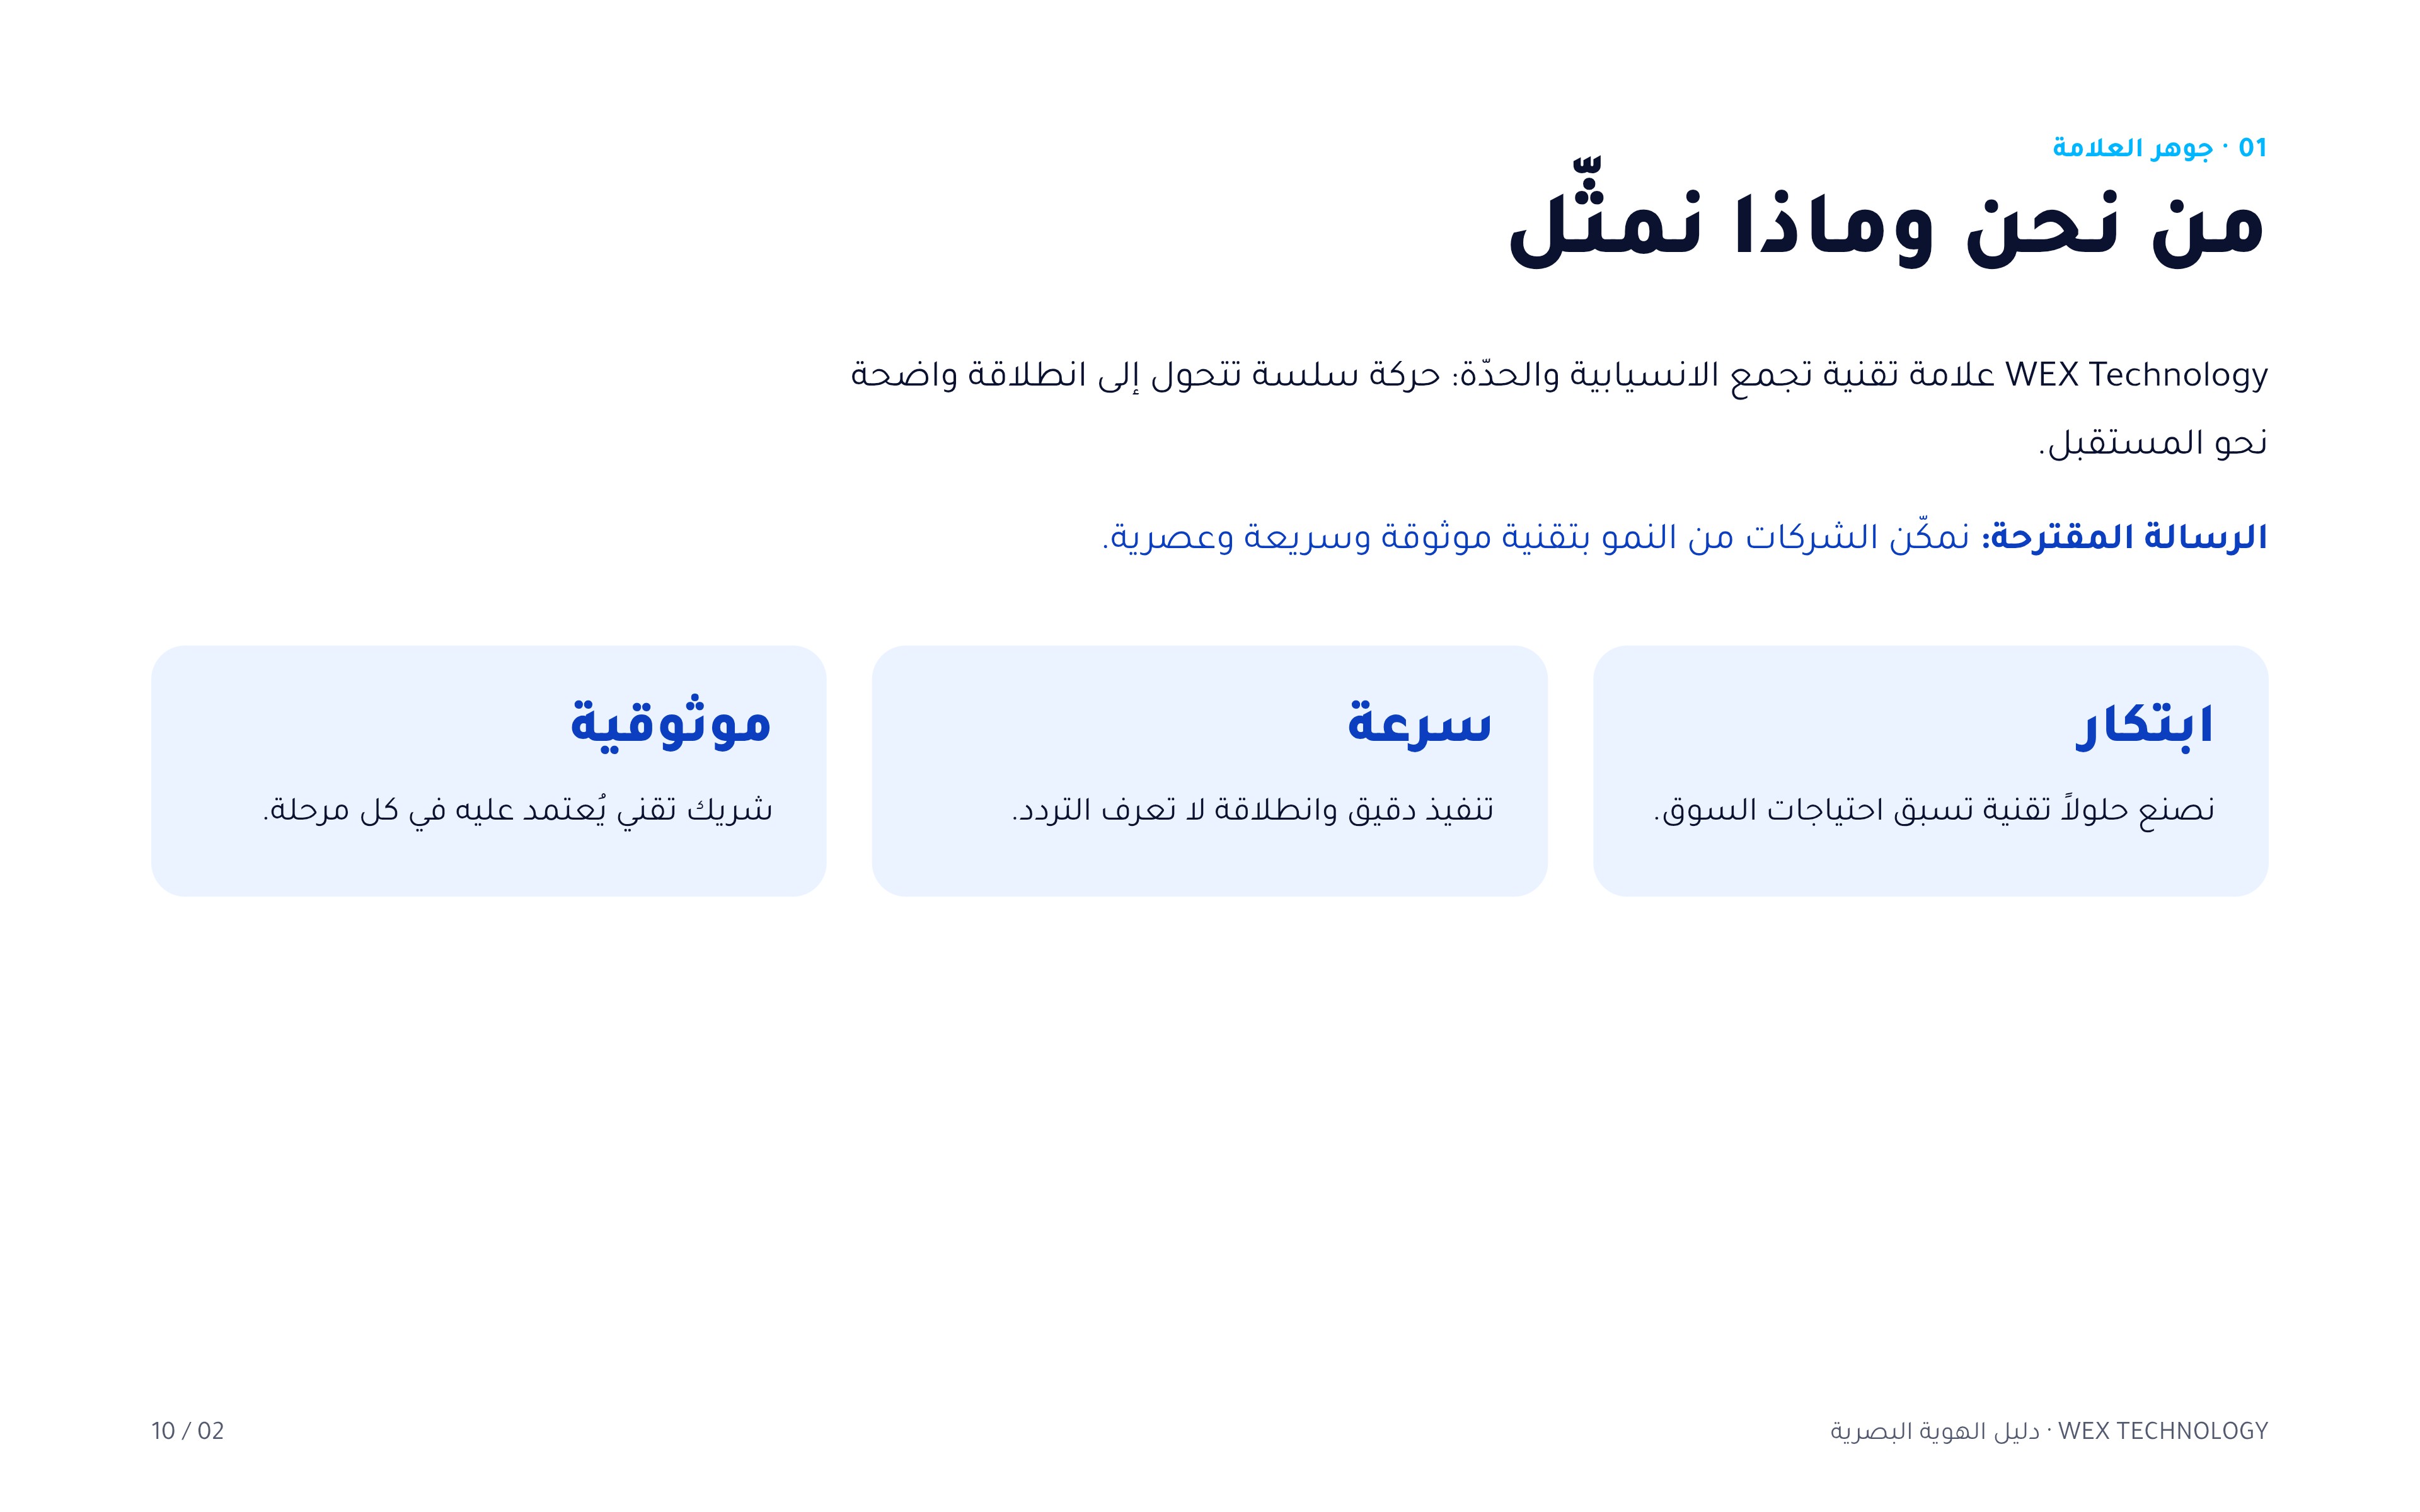 01 · جوهر العلامة
من نحن وماذا نمثّل
WEX Technology علامة تقنية تجمع الانسيابية والحدّة: حركة سلسة تتحول إلى انطلاقة واضحة
نحو المستقبل.
الرسالة المقترحة: نمكّن الشركات من النمو بتقنية موثوقة وسريعة وعصرية.
ابتكار
نصنع حلولاً تقنية تسبق احتياجات السوق.
سرعة
تنفيذ دقيق وانطلاقة لا تعرف التردد.
موثوقية
شريك تقني يُعتمد عليه في كل مرحلة.
WEX TECHNOLOGY · دليل الهوية البصرية
10 / 02